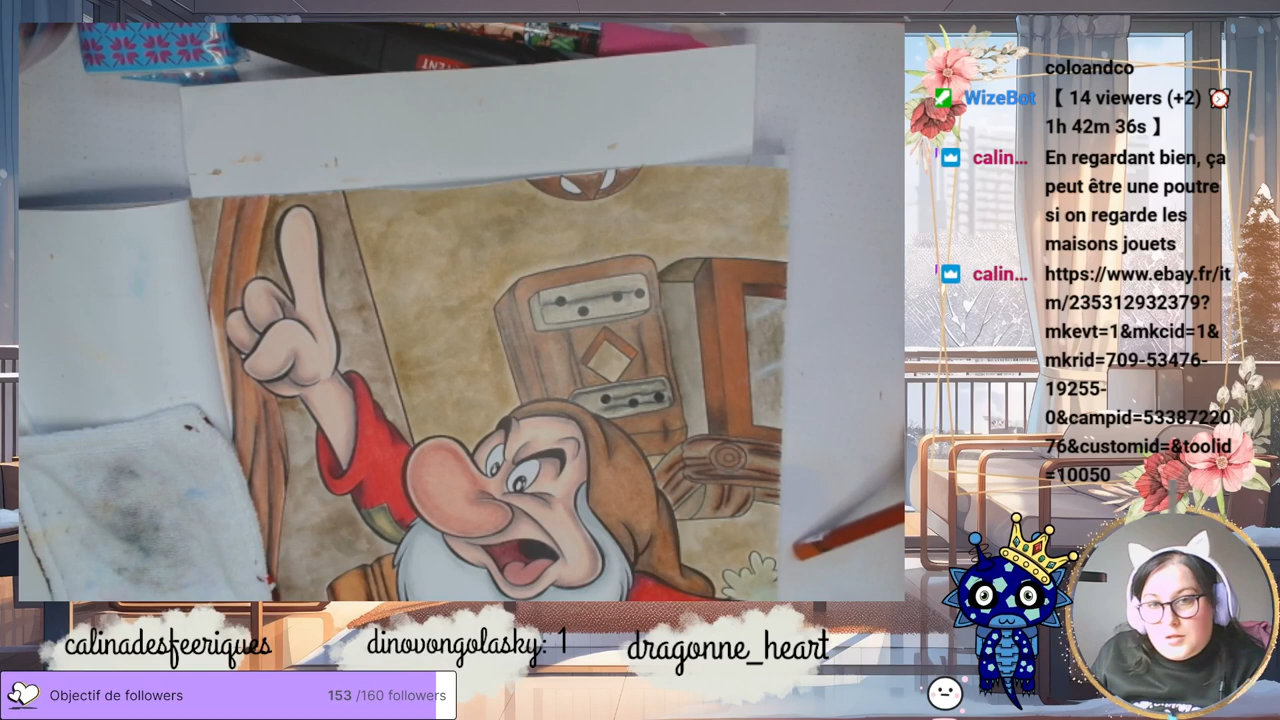 coloandco
WizeBot 【 14 viewers (+2) ⏰
1h 42m 36s 】
calin... En regardant bien, ça
peut être une poutre
si on regarde les
maisons jouets
calin... https://www.ebay.fr/it
m/235312932379?
mkevt=1&mkcid=1&
mkrid=709-53476-
19255-
0&campid=53387220
76&customid=&toolid
=10050
calinadesfeeriques
dinovongolasky: 1
dragonne_heart
Objectif de followers 153 /160 followers